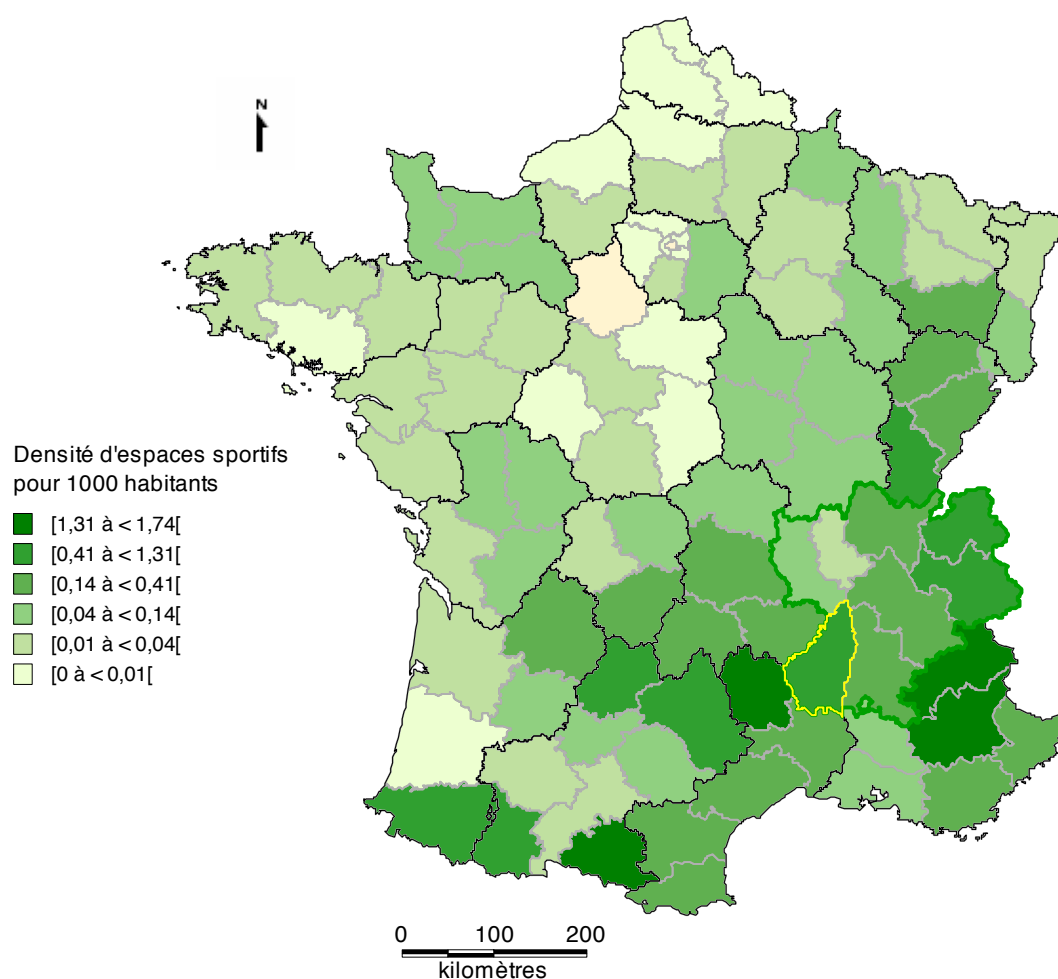 N
Densité d'espaces sportifs
pour 1000 habitants
[1,31 à < 1,74[
[0,41 à < 1,31[
[0,14 à < 0,41[
[0,04 à < 0,14[
[0,01 à < 0,04[
[0 à < 0,01[
0 100 200
kilomètres